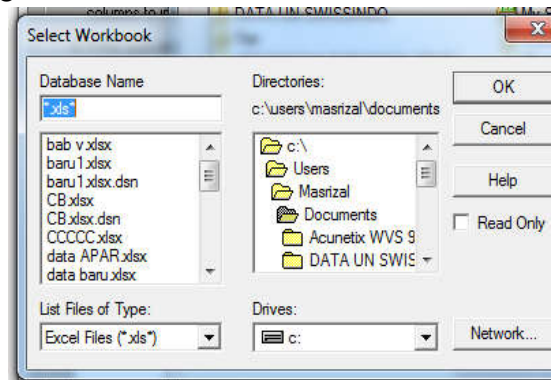 DATA UN SWISSINDO
Select Workbook
Database Name
*.xls*
bab v.xlsx
baru1.xlsx
baru1.xlsx.dsn
CB.xlsx
CB.xlsx.dsn
CCCCC.xlsx
data APAR.xlsx
data baru.xlsx
List Files of Type:
Excel Files (*.xls*)
Directories:
c:\users\masrizal\documents
c:\
Users
Masrizal
Documents
Acunetix WVS 9
DATA UN SWIS
Drives:
c:
OK
Cancel
Help
Read Only
Network...